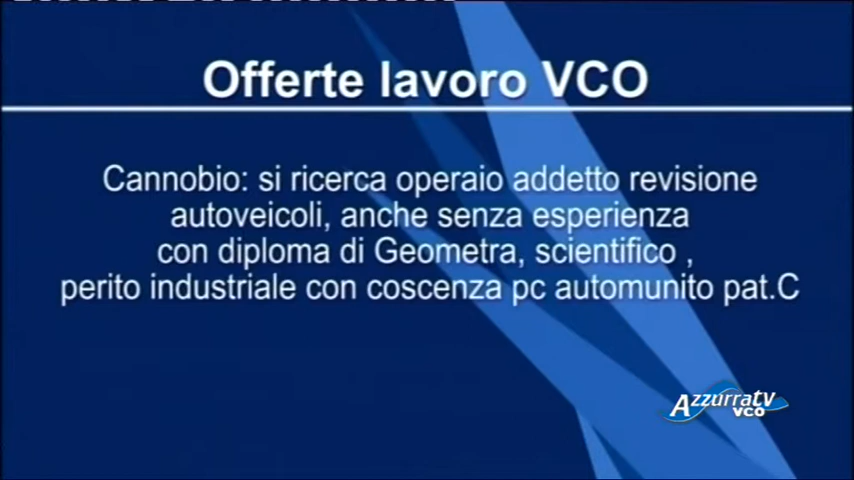 Offerte lavoro VCO
Cannobio: si ricerca operaio addetto revisione
autoveicoli, anche senza esperienza
con diploma di Geometra, scientifico ,
perito industriale con coscenza pc automunito pat.C
Azzurratv
VCO